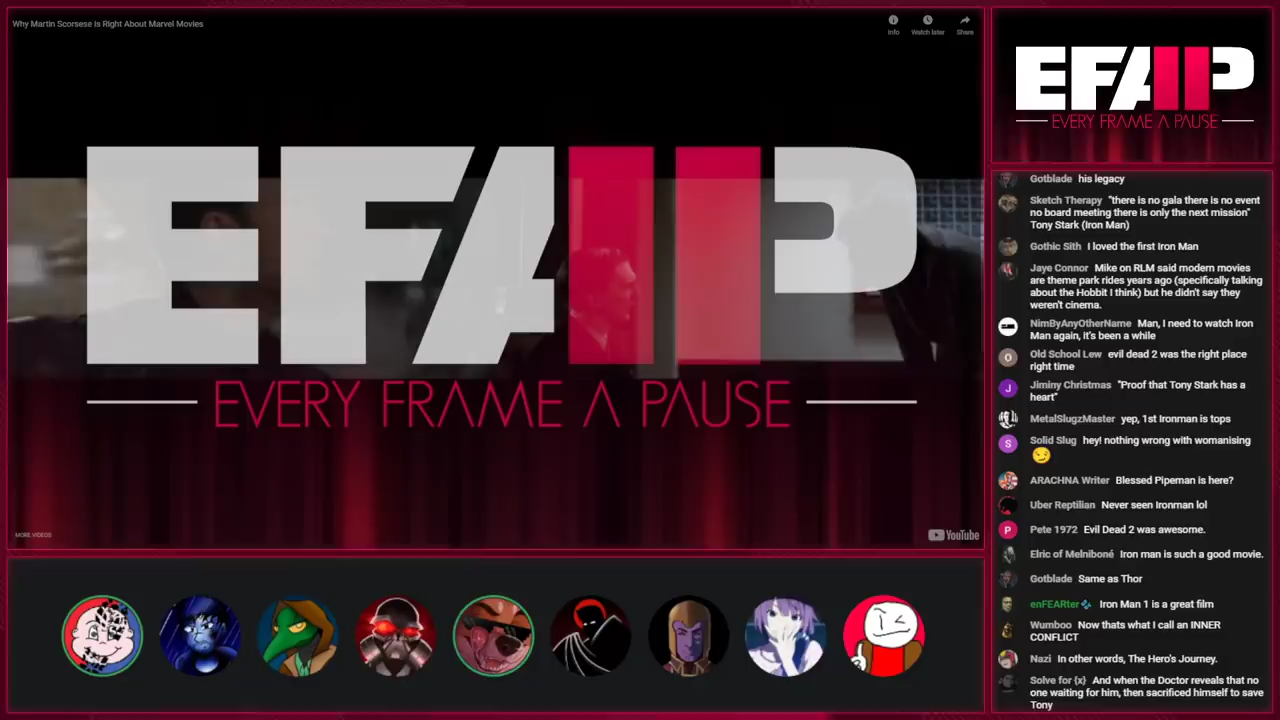 Why Martin Scorsese Is Right About Marvel Movies
Info
Watch later
Share
EFAP
EVERY FRAME A PAUSE
MORE VIDEOS
YouTube
EFAP
EVERY FRAME A PAUSE
Gotblade his legacy
Sketch Therapy "there is no gala there is no event
no board meeting there is only the next mission"
Tony Stark (Iron Man)
Gothic Sith I loved the first Iron Man
Jaye Connor Mike on RLM said modern movies
are theme park rides years ago (specifically talking
about the Hobbit I think) but he didn't say they
weren't cinema.
NimByAnyOtherName Man, I need to watch Iron
Man again, it's been a while
O
Old School Lew evil dead 2 was the right place
right time
J
Jiminy Christmas "Proof that Tony Stark has a
heart"
MetalSlugzMaster yep, 1st Ironman is tops
S
Solid Slug hey! nothing wrong with womanising
😏
ARACHNA Writer Blessed Pipeman is here?
Uber Reptilian Never seen Ironman lol
P
Pete 1972 Evil Dead 2 was awesome.
Elric of Melniboné Iron man is such a good movie.
Gotblade Same as Thor
enFEARter Iron Man 1 is a great film
Wumboo Now thats what I call an INNER
CONFLICT
Nazi In other words, The Hero's Journey.
Solve for {x} And when the Doctor reveals that no
one waiting for him, then sacrificed himself to save
Tony